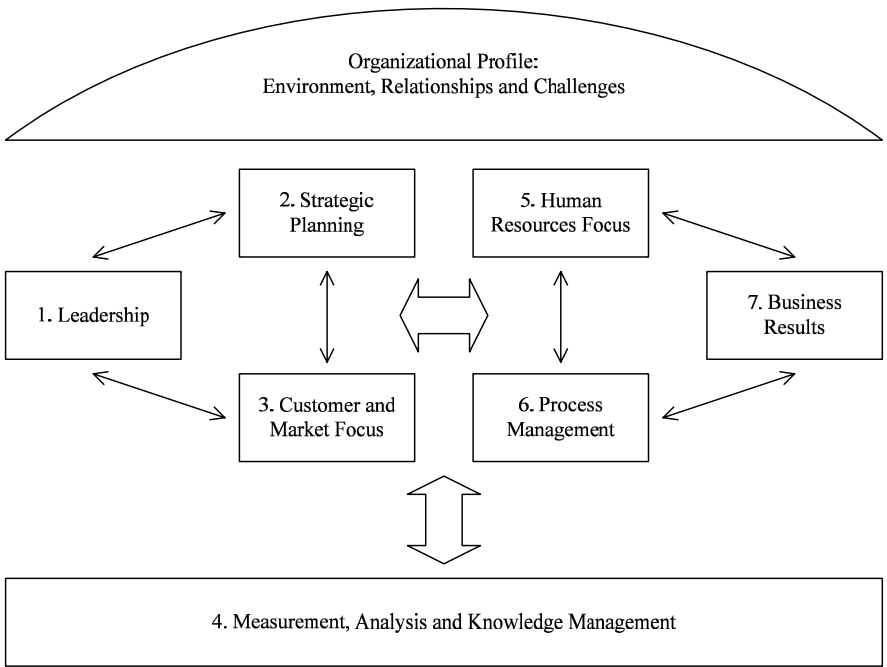 Organizational Profile:
Environment, Relationships and Challenges
2. Strategic
Planning
5. Human
Resources Focus
1. Leadership
7. Business
Results
3. Customer and
Market Focus
6. Process
Management
4. Measurement, Analysis and Knowledge Management